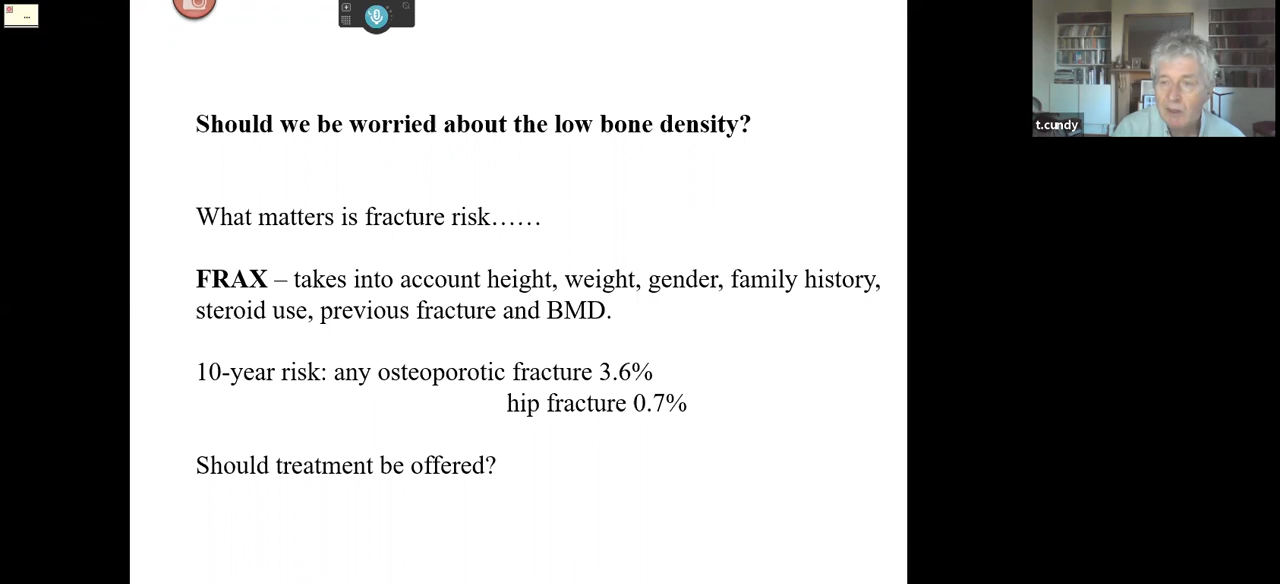 ...
Should we be worried about the low bone density?
t.cundy
What matters is fracture risk……
FRAX – takes into account height, weight, gender, family history,
steroid use, previous fracture and BMD.
10-year risk: any osteoporotic fracture 3.6%
hip fracture 0.7%
Should treatment be offered?